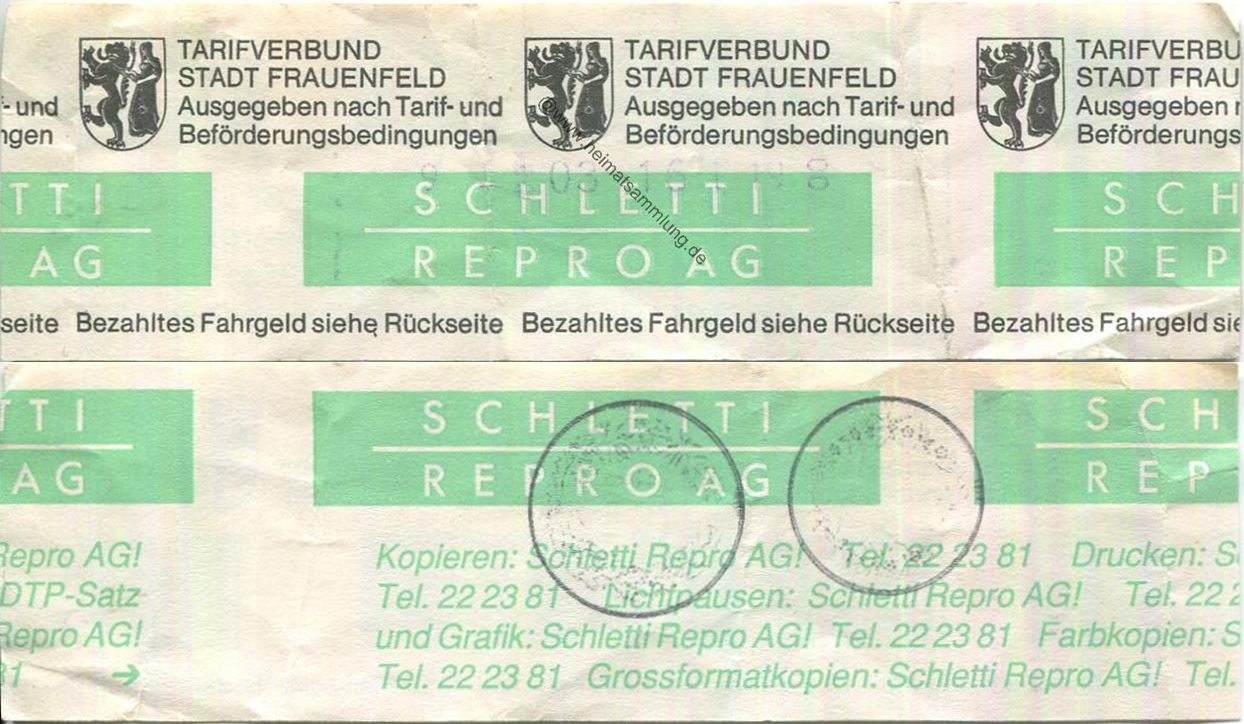 TARIFVERBUND TARIFVERBUND TARIFVERBU
STADT FRAUENFELD STADT FRAUENFELD STADT FRAU
f- und Ausgegeben nach Tarif- und Ausgegeben nach Tarif- und Ausgegeben
ngen Beförderungsbedingungen Beförderungsbedingungen Beförderungs
©www.heimatsammlung.de
TTI SCHLETTI SCH
AG REPRO AG REP
seite Bezahltes Fahrgeld siehe Rückseite Bezahltes Fahrgeld siehe Rückseite Bezahltes Fahrgeld sie
TTI SCHLETTI SCH
AG REPRO AG REP
Repro AG! Kopieren: Schletti Repro AG! Tel. 22 23 81 Drucken: S
DTP-Satz Tel. 22 23 81 Lichtpausen: Schletti Repro AG! Tel. 22 2
Repro AG! und Grafik: Schletti Repro AG! Tel. 22 23 81 Farbkopien: S
81 → Tel. 22 23 81 Grossformatkopien: Schletti Repro AG! Tel.